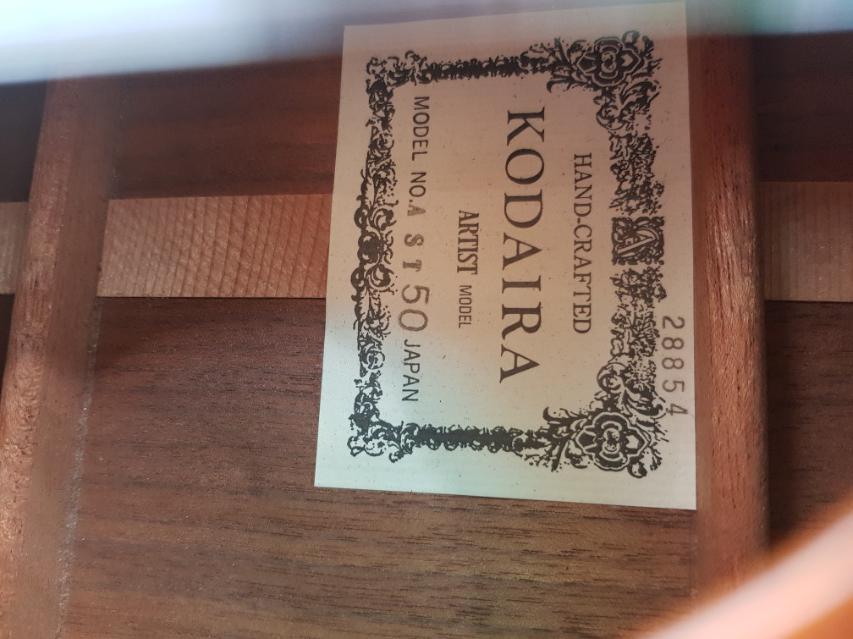 28854
A
HAND-CRAFTED
KODAIRA
ARTIST MODEL
MODEL NO. A S T 50 JAPAN